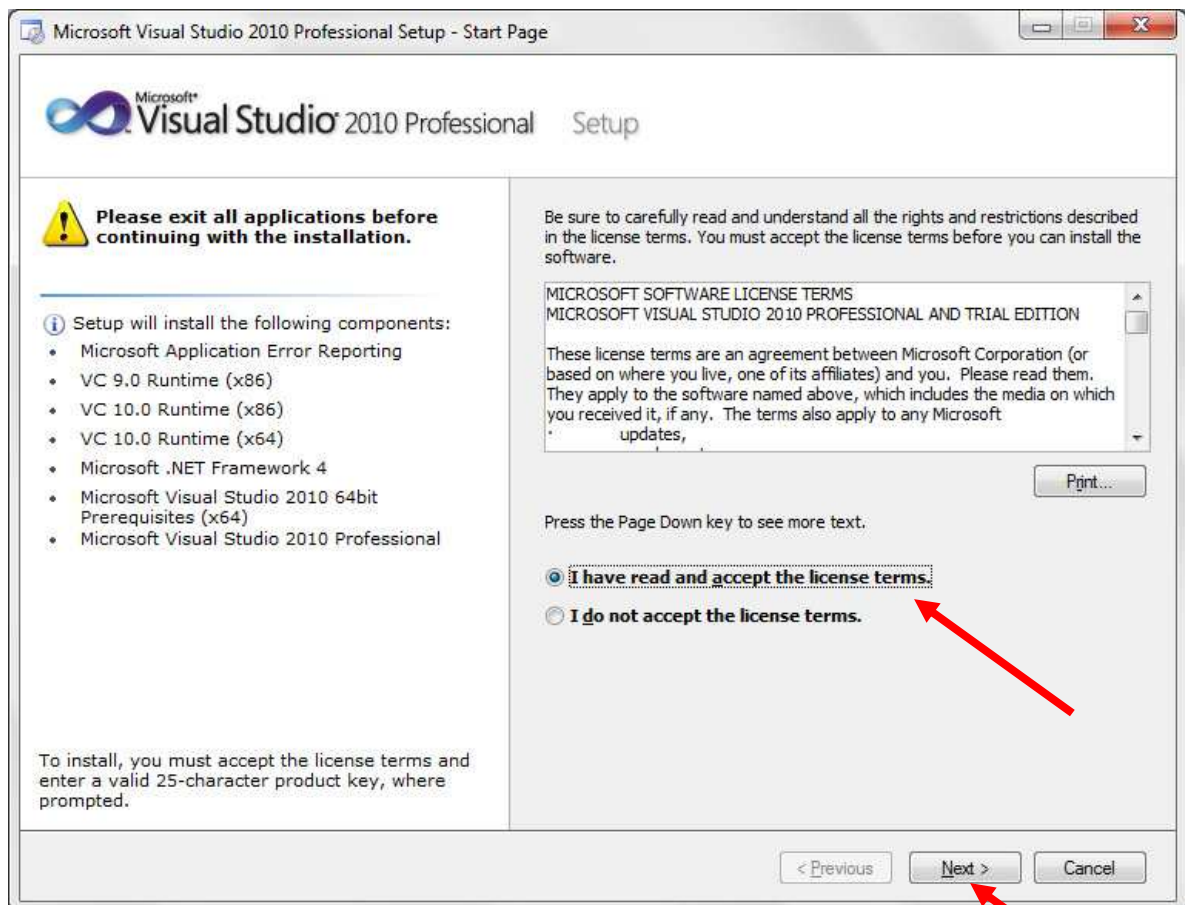 Microsoft Visual Studio 2010 Professional Setup - Start Page
Microsoft®
Visual Studio® 2010 Professional Setup
Please exit all applications before
continuing with the installation.
Setup will install the following components:
• Microsoft Application Error Reporting
• VC 9.0 Runtime (x86)
• VC 10.0 Runtime (x86)
• VC 10.0 Runtime (x64)
• Microsoft .NET Framework 4
• Microsoft Visual Studio 2010 64bit
Prerequisites (x64)
• Microsoft Visual Studio 2010 Professional
To install, you must accept the license terms and
enter a valid 25-character product key, where
prompted.
Be sure to carefully read and understand all the rights and restrictions described
in the license terms. You must accept the license terms before you can install the
software.
MICROSOFT SOFTWARE LICENSE TERMS
MICROSOFT VISUAL STUDIO 2010 PROFESSIONAL AND TRIAL EDITION
These license terms are an agreement between Microsoft Corporation (or
based on where you live, one of its affiliates) and you. Please read them.
They apply to the software named above, which includes the media on which
you received it, if any. The terms also apply to any Microsoft
· updates,
Print...
Press the Page Down key to see more text.
I have read and accept the license terms.
I do not accept the license terms.
< Previous
Next >
Cancel